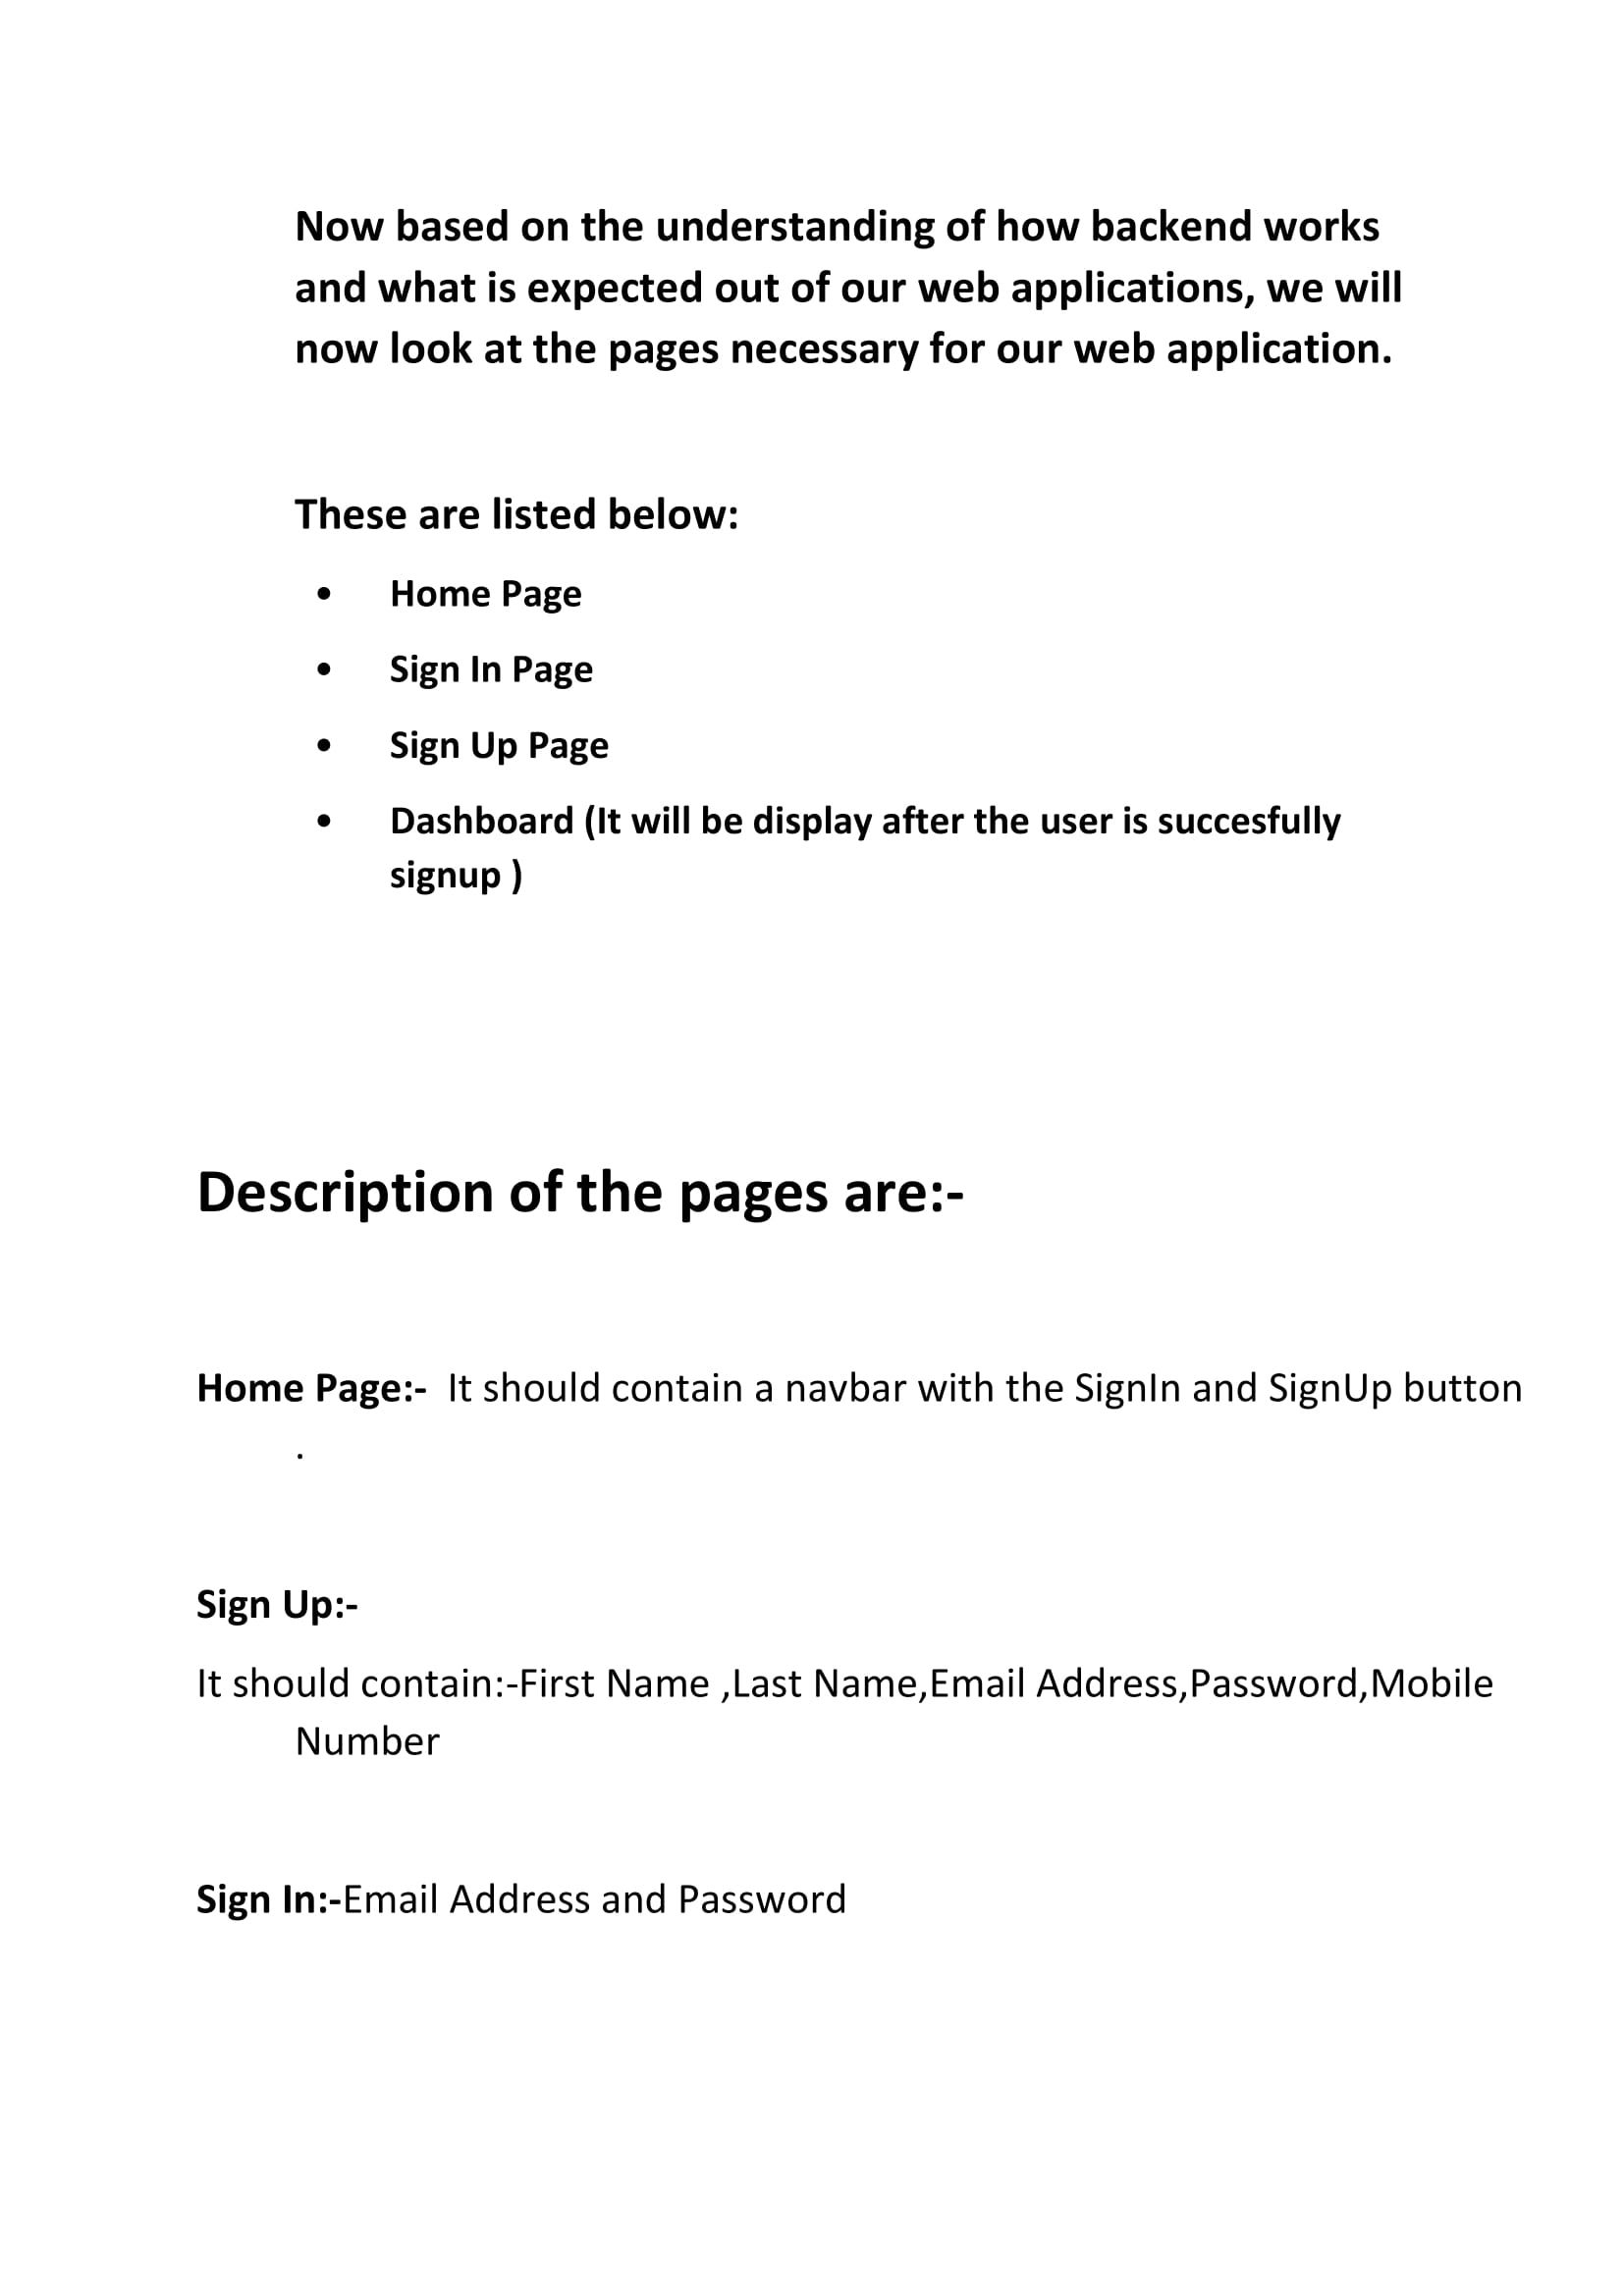 Now based on the understanding of how backend works
and what is expected out of our web applications, we will
now look at the pages necessary for our web application.
These are listed below:
• Home Page
• Sign In Page
• Sign Up Page
• Dashboard (It will be display after the user is succesfully
signup )
Description of the pages are:-
Home Page:- It should contain a navbar with the SignIn and SignUp button
.
Sign Up:-
It should contain:-First Name ,Last Name,Email Address,Password,Mobile
Number
Sign In:-Email Address and Password